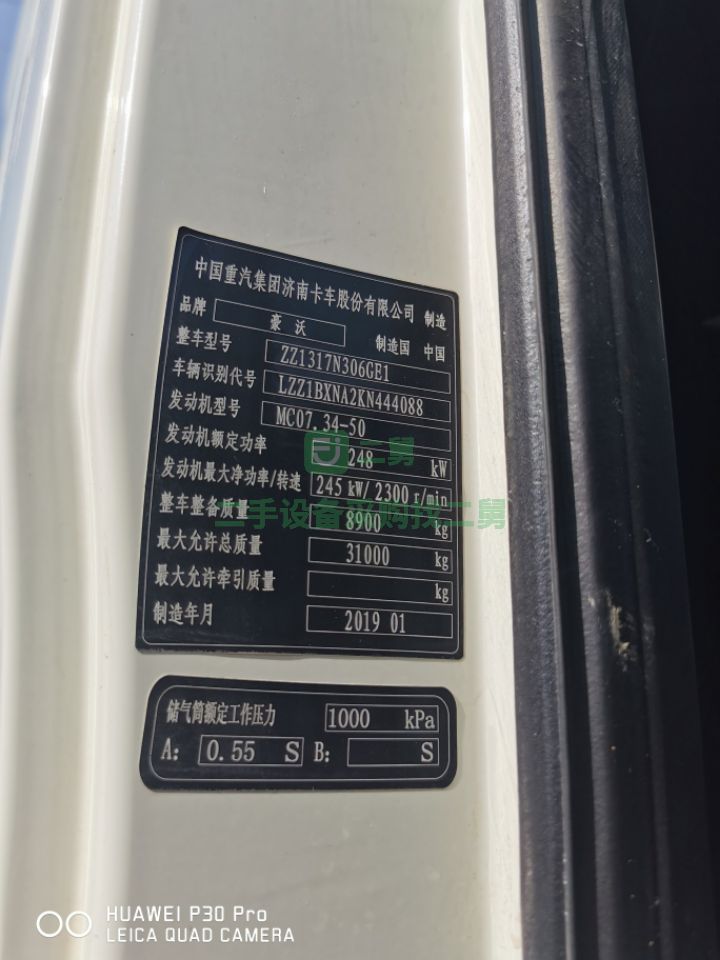 中国重汽集团济南卡车股份有限公司 制造
品牌 豪沃 制造国 中国
整车型号 ZZ1317N306GE1
车辆识别代号 LZZ1BXNA2KN444088
发动机型号 MC07.34-50
发动机额定功率 248 kW
发动机最大净功率/转速 245 kW/ 2300 r/min
整车整备质量 8900 kg
最大允许总质量 31000 kg
最大允许牵引质量 kg
制造年月 2019 01
二舅
二手设备采购找二舅
储气筒额定工作压力 1000 kPa
A: 0.55 S B: S
HUAWEI P30 Pro
LEICA QUAD CAMERA